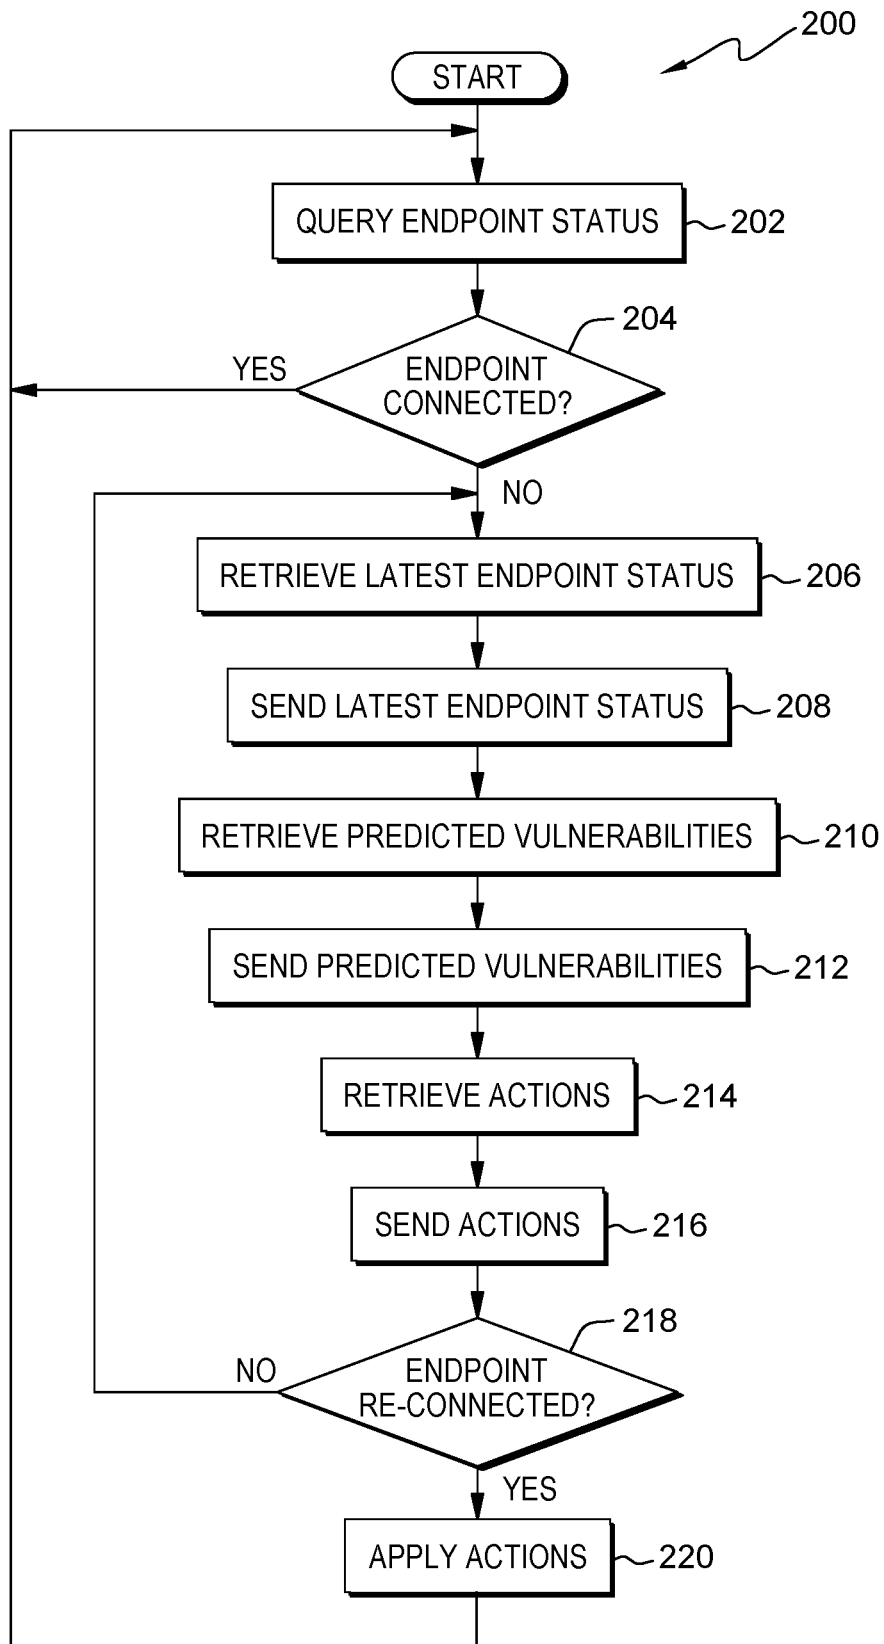 200
START
QUERY ENDPOINT STATUS
202
204
YES
ENDPOINT
CONNECTED?
NO
RETRIEVE LATEST ENDPOINT STATUS
206
SEND LATEST ENDPOINT STATUS
208
RETRIEVE PREDICTED VULNERABILITIES
210
SEND PREDICTED VULNERABILITIES
212
RETRIEVE ACTIONS
214
SEND ACTIONS
216
218
NO
ENDPOINT
RE-CONNECTED?
YES
APPLY ACTIONS
220